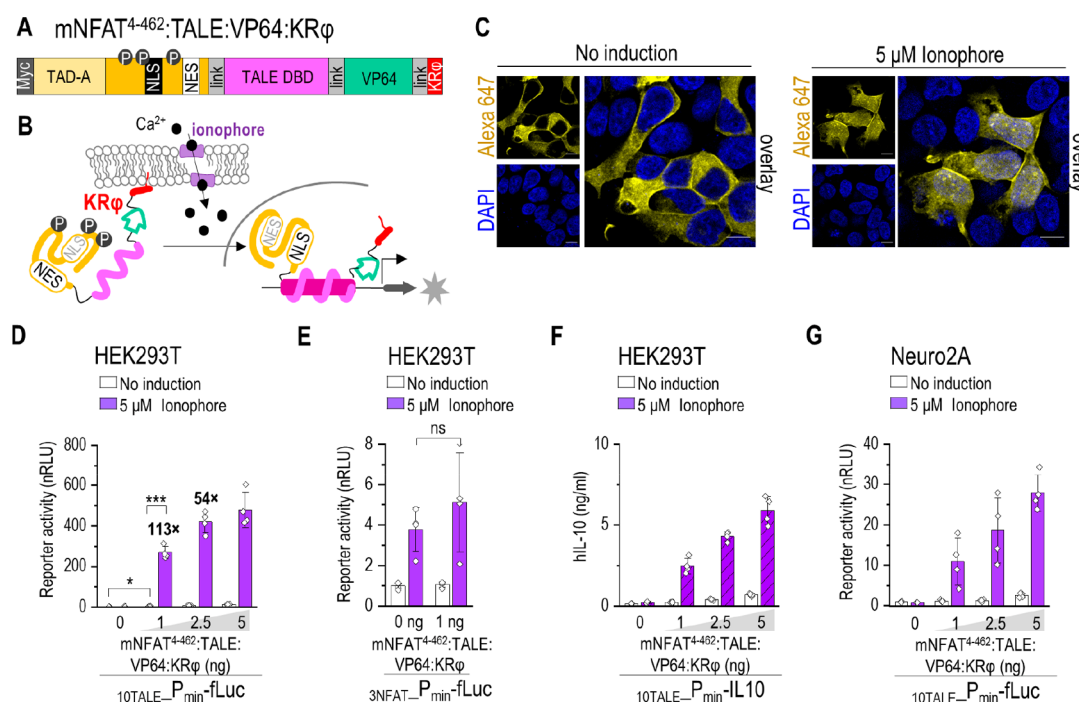 A mNFAT⁴⁻⁴⁶²:TALE:VP64:KRφ
Myc TAD-A P P P NLS NES link TALE DBD link VP64 link KRφ
B
Ca²⁺ ionophore
KRφ
P P P NLS NES
NES NLS
C
No induction
Alexa 647
DAPI
overlay
5 µM Ionophore
Alexa 647
DAPI
overlay
D
HEK293T
No induction
5 µM Ionophore
Reporter activity (nRLU)
800
600
400
200
0
*
***
113×
54×
0 1 2.5 5
mNFAT⁴⁻⁴⁶²:TALE:
VP64:KRφ (ng)
10TALE_Pmin-fLuc
E
HEK293T
No induction
5 µM Ionophore
Reporter activity (nRLU)
8
6
4
2
0
ns
0 ng 1 ng
mNFAT⁴⁻⁴⁶²:TALE:
VP64:KRφ
3NFAT_Pmin-fLuc
F
HEK293T
No induction
5 µM Ionophore
hIL-10 (ng/ml)
10
5
0
0 1 2.5 5
mNFAT⁴⁻⁴⁶²:TALE:
VP64:KRφ (ng)
10TALE_Pmin-IL10
G
Neuro2A
No induction
5 µM Ionophore
Reporter activity (nRLU)
40
30
20
10
0
0 1 2.5 5
mNFAT⁴⁻⁴⁶²:TALE:
VP64:KRφ (ng)
10TALE_Pmin-fLuc